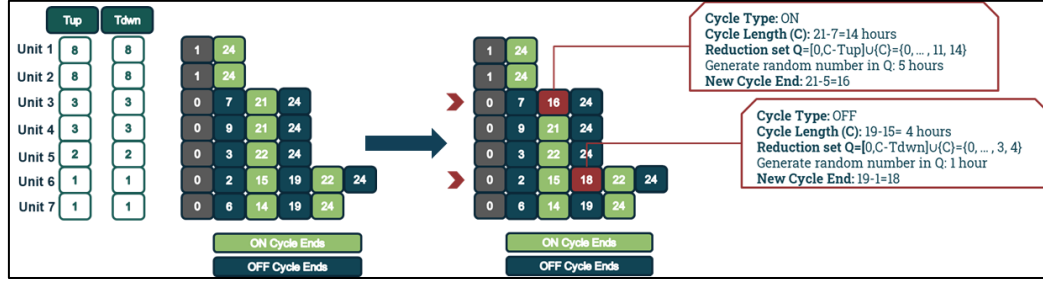 Tup Tdwn
Unit 1 8 8 1 24
Unit 2 8 8 1 24
Unit 3 3 3 0 7 21 24
Unit 4 3 3 0 9 21 24
Unit 5 2 2 0 3 22 24
Unit 6 1 1 0 2 15 19 22 24
Unit 7 1 1 0 6 14 19 24
ON Cycle Ends
OFF Cycle Ends
1 24
1 24
0 7 16 24
0 9 21 24
0 3 22 24
0 2 15 18 22 24
0 6 14 19 24
ON Cycle Ends
OFF Cycle Ends
Cycle Type: ON
Cycle Length (C): 21-7=14 hours
Reduction set Q=[0,C-Tup]∪{C}={0, ... , 11, 14}
Generate random number in Q: 5 hours
New Cycle End: 21-5=16
Cycle Type: OFF
Cycle Length (C): 19-15= 4 hours
Reduction set Q=[0,C-Tdwn]∪{C}={0, ... , 3, 4}
Generate random number in Q: 1 hour
New Cycle End: 19-1=18